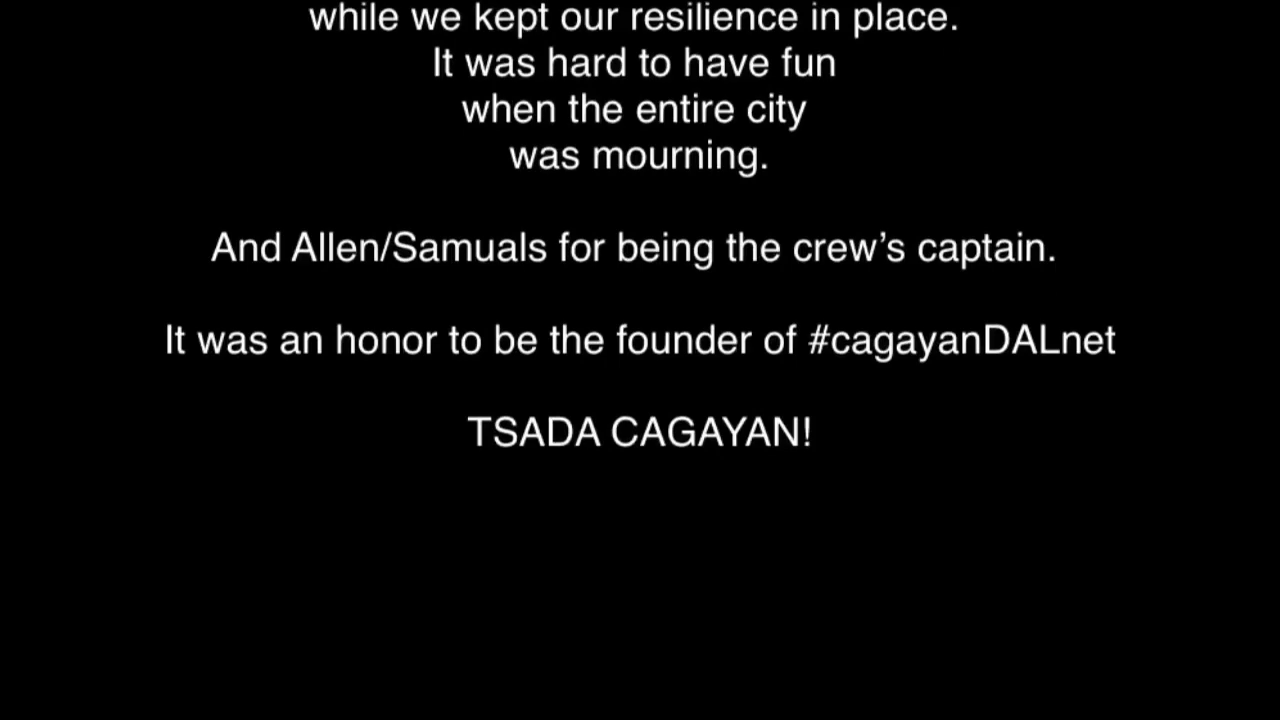 while we kept our resilience in place.
It was hard to have fun
when the entire city
was mourning.
And Allen/Samuals for being the crew’s captain.
It was an honor to be the founder of #cagayanDALnet
TSADA CAGAYAN!